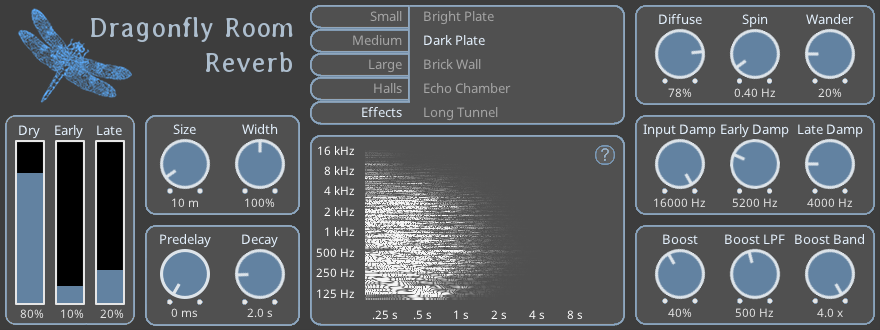 Dragonfly Room
Reverb
Small
Medium
Large
Halls
Effects
Bright Plate
Dark Plate
Brick Wall
Echo Chamber
Long Tunnel
Diffuse Spin Wander
78% 0.40 Hz 20%
Dry Early Late
80% 10% 20%
Size Width
10 m 100%
Predelay Decay
0 ms 2.0 s
?
16 kHz
8 kHz
4 kHz
2 kHz
1 kHz
500 Hz
250 Hz
125 Hz
.25 s .5 s 1 s 2 s 4 s 8 s
Input Damp Early Damp Late Damp
16000 Hz 5200 Hz 4000 Hz
Boost Boost LPF Boost Band
40% 500 Hz 4.0 x